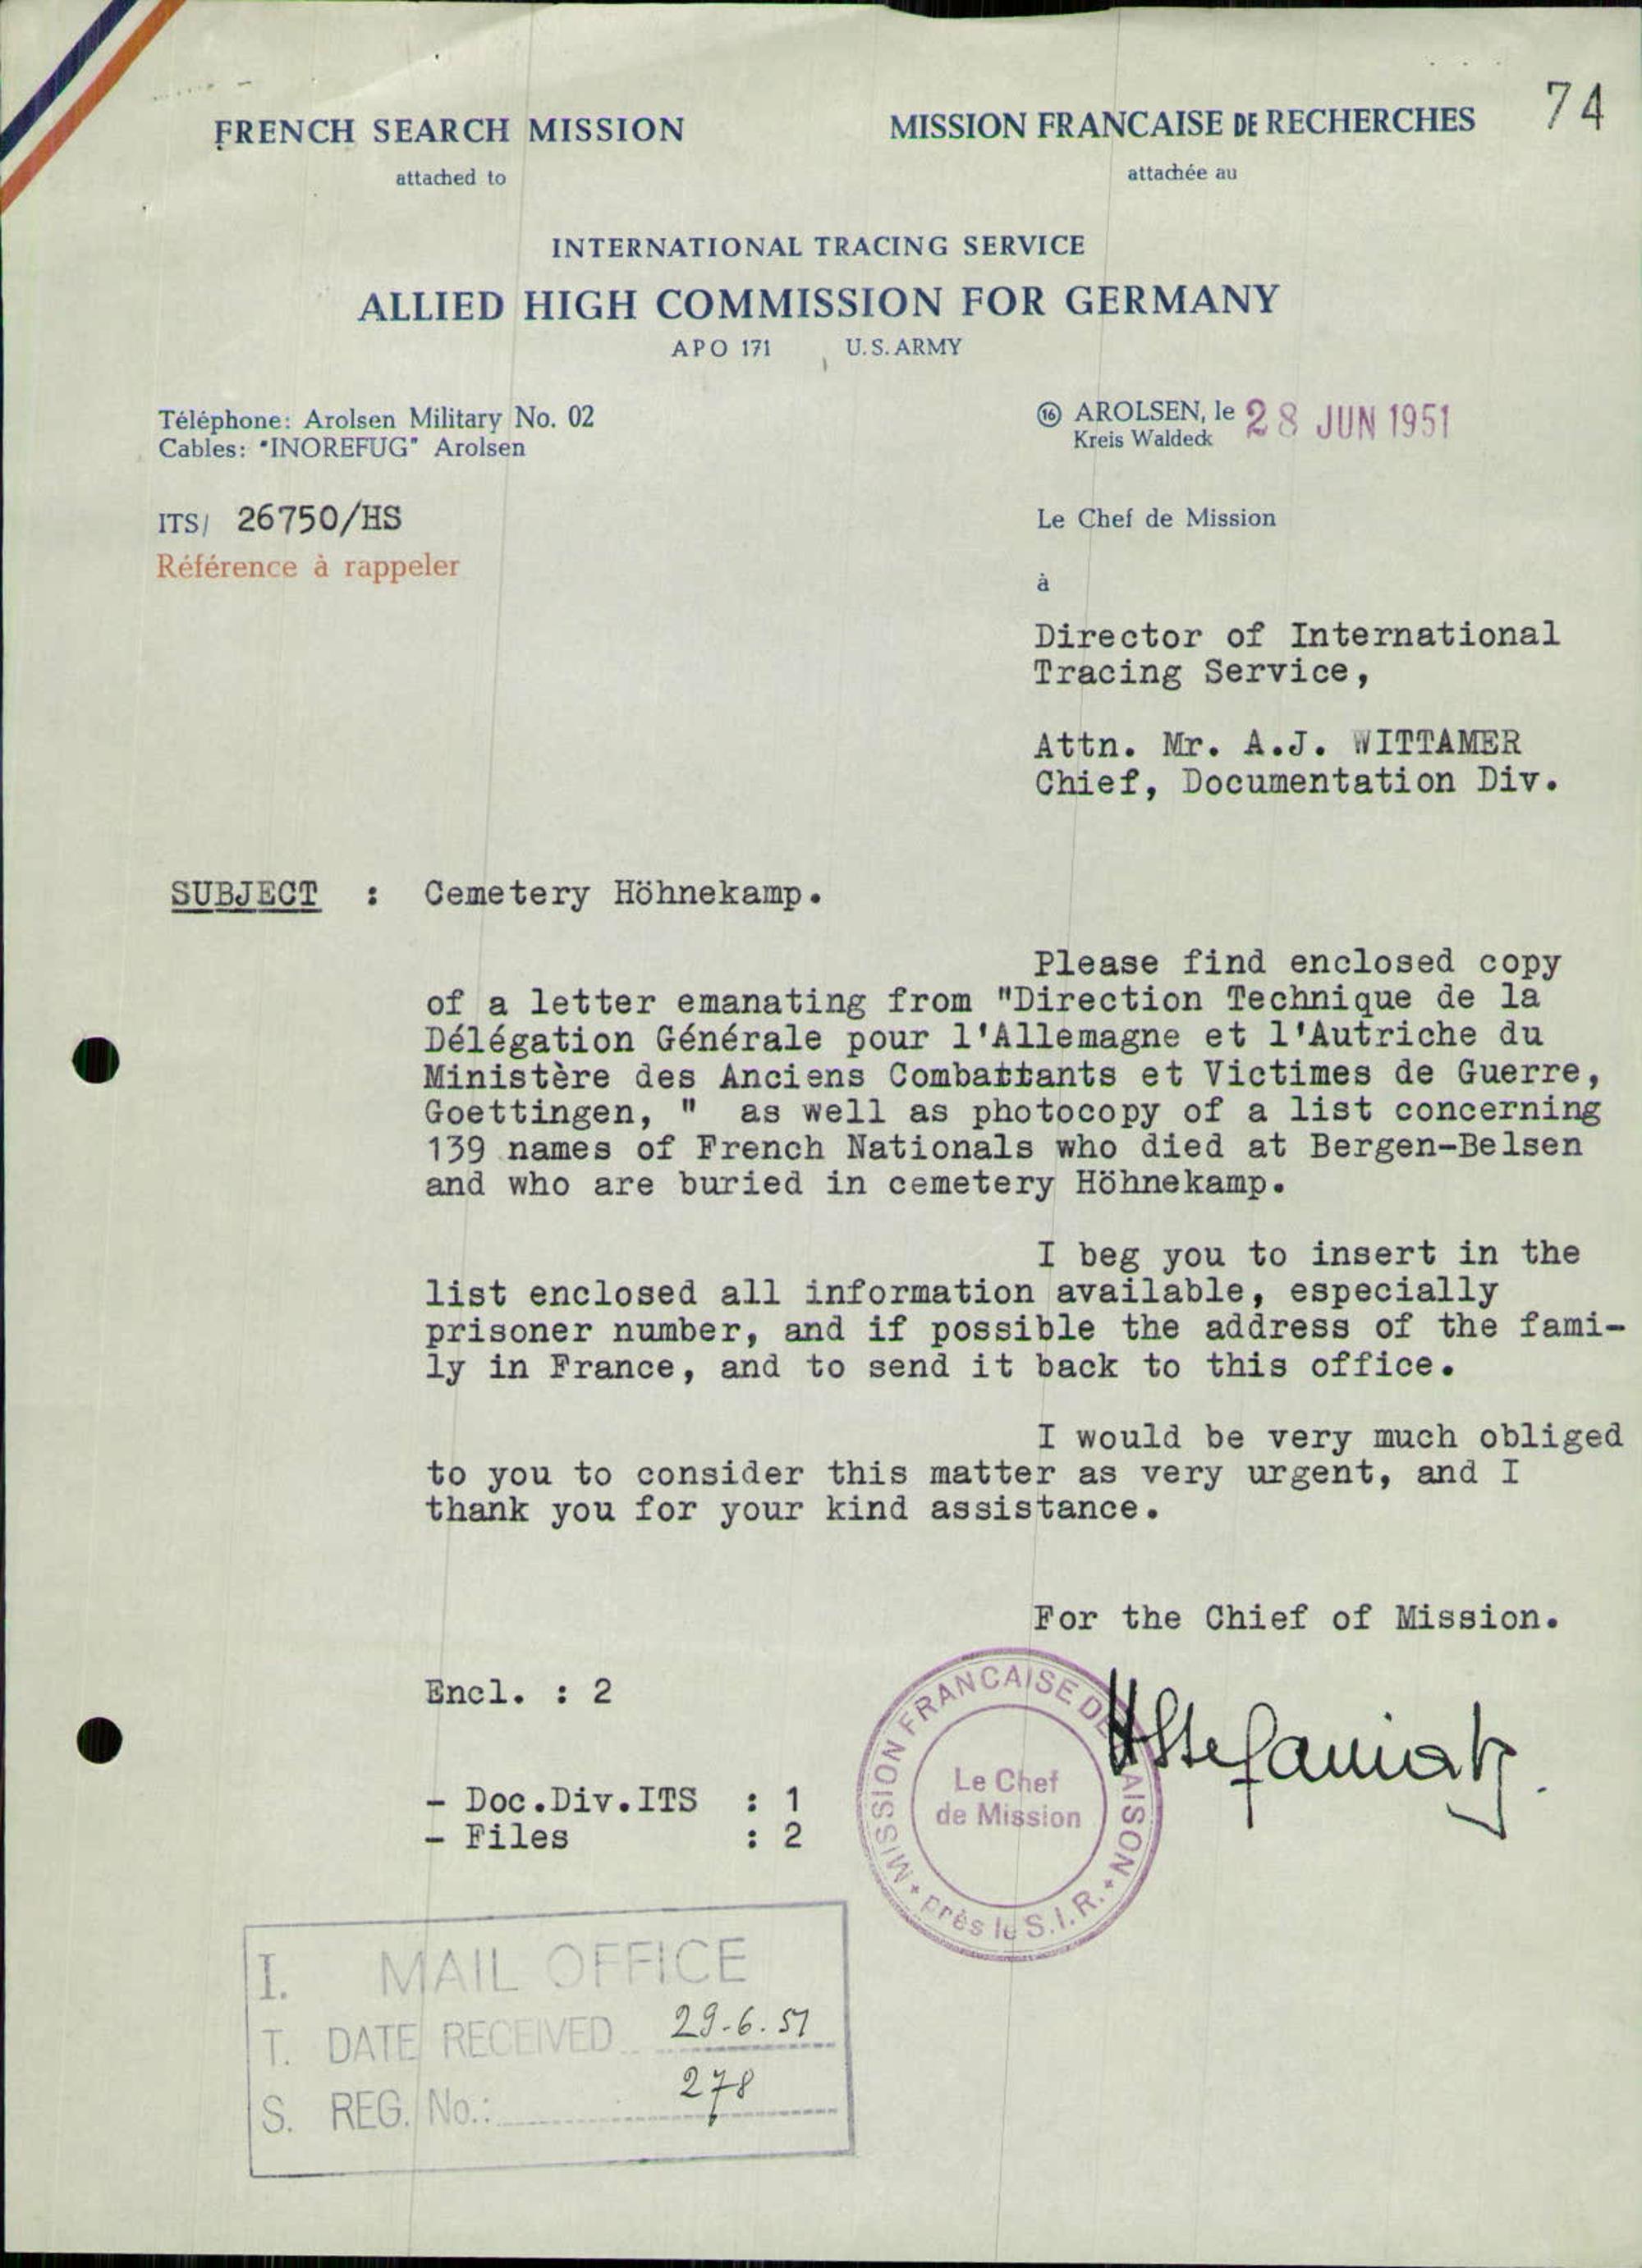 74
FRENCH SEARCH MISSION
attached to
MISSION FRANCAISE DE RECHERCHES
attachée au
INTERNATIONAL TRACING SERVICE
ALLIED HIGH COMMISSION FOR GERMANY
APO 171 U.S. ARMY
Téléphone: Arolsen Military No. 02
Cables: "INOREFUG" Arolsen
(16) AROLSEN, le 28 JUN 1951
Kreis Waldeck
ITS/ 26750/HS
Référence à rappeler
Le Chef de Mission
à
Director of International
Tracing Service,
Attn. Mr. A.J. WITTAMER
Chief, Documentation Div.
SUBJECT : Cemetery Höhnekamp.
Please find enclosed copy
of a letter emanating from "Direction Technique de la
Délégation Générale pour l'Allemagne et l'Autriche du
Ministère des Anciens Combattants et Victimes de Guerre,
Goettingen, " as well as photocopy of a list concerning
139 names of French Nationals who died at Bergen-Belsen
and who are buried in cemetery Höhnekamp.
I beg you to insert in the
list enclosed all information available, especially
prisoner number, and if possible the address of the fami-
ly in France, and to send it back to this office.
I would be very much obliged
to you to consider this matter as very urgent, and I
thank you for your kind assistance.
For the Chief of Mission.
Encl. : 2
- Doc.Div.ITS : 1
- Files : 2
MISSION FRANCAISE DE LIAISON
près le S.I.R.
Le Chef
de Mission
I. MAIL OFFICE
T. DATE RECEIVED 29-6.51
S. REG. No.: 278